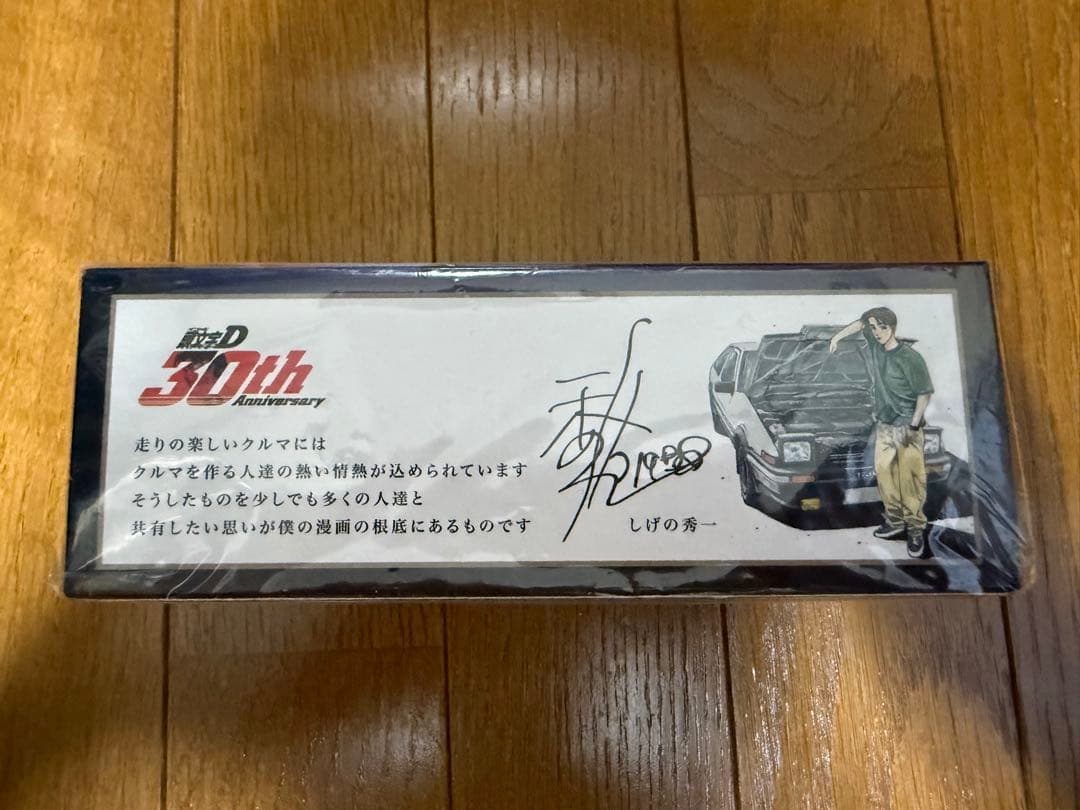 頭文字D
30th
Anniversary
走りの楽しいクルマには
クルマを作る人達の熱い情熱が込められています
そうしたものを少しでも多くの人達と
共有したい思いが僕の漫画の根底にあるものです
しげの秀一